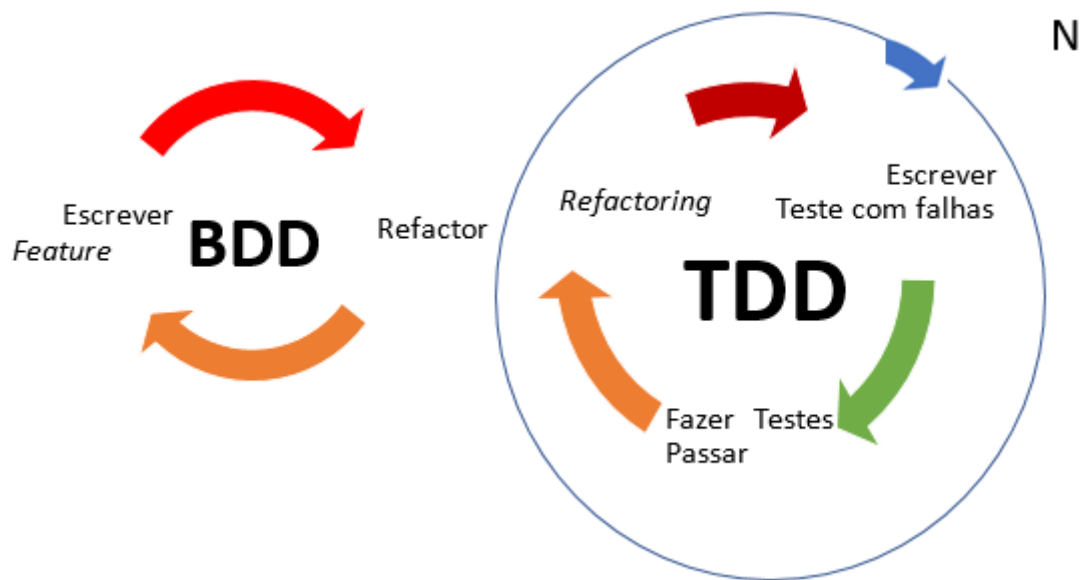 N
Escrever
Feature
BDD
Refactor
Refactoring
Escrever
Teste com falhas
TDD
Fazer Testes
Passar